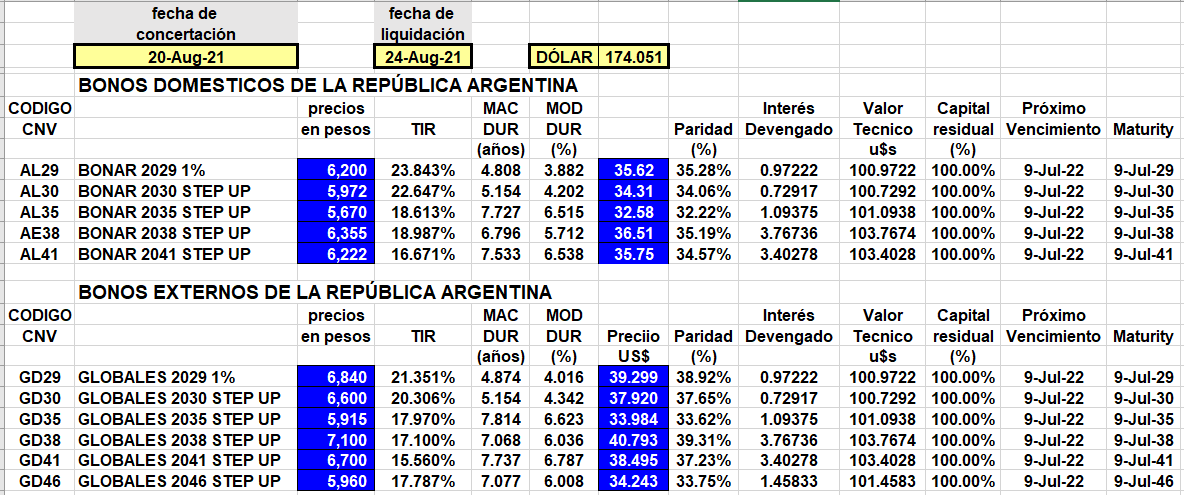 fecha de fecha de
concertación liquidación
20-Aug-21 24-Aug-21 DÓLAR 174.051
BONOS DOMESTICOS DE LA REPÚBLICA ARGENTINA
CODIGO precios MAC MOD Interés Valor Capital Próximo
CNV en pesos TIR DUR DUR Paridad Devengado Tecnico residual Vencimiento Maturity
(años) (%) (%) u$s (%)
AL29 BONAR 2029 1% 6,200 23.843% 4.808 3.882 35.62 35.28% 0.97222 100.9722 100.00% 9-Jul-22 9-Jul-29
AL30 BONAR 2030 STEP UP 5,972 22.647% 5.154 4.202 34.31 34.06% 0.72917 100.7292 100.00% 9-Jul-22 9-Jul-30
AL35 BONAR 2035 STEP UP 5,670 18.613% 7.727 6.515 32.58 32.22% 1.09375 101.0938 100.00% 9-Jul-22 9-Jul-35
AE38 BONAR 2038 STEP UP 6,355 18.987% 6.796 5.712 36.51 35.19% 3.76736 103.7674 100.00% 9-Jul-22 9-Jul-38
AL41 BONAR 2041 STEP UP 6,222 16.671% 7.533 6.538 35.75 34.57% 3.40278 103.4028 100.00% 9-Jul-22 9-Jul-41
BONOS EXTERNOS DE LA REPÚBLICA ARGENTINA
CODIGO precios MAC MOD Interés Valor Capital Próximo
CNV en pesos TIR DUR DUR Preciio Paridad Devengado Tecnico residual Vencimiento Maturity
(años) (%) US$ (%) u$s (%)
GD29 GLOBALES 2029 1% 6,840 21.351% 4.874 4.016 39.299 38.92% 0.97222 100.9722 100.00% 9-Jul-22 9-Jul-29
GD30 GLOBALES 2030 STEP UP 6,600 20.306% 5.154 4.342 37.920 37.65% 0.72917 100.7292 100.00% 9-Jul-22 9-Jul-30
GD35 GLOBALES 2035 STEP UP 5,915 17.970% 7.814 6.623 33.984 33.62% 1.09375 101.0938 100.00% 9-Jul-22 9-Jul-35
GD38 GLOBALES 2038 STEP UP 7,100 17.100% 7.068 6.036 40.793 39.31% 3.76736 103.7674 100.00% 9-Jul-22 9-Jul-38
GD41 GLOBALES 2041 STEP UP 6,700 15.560% 7.737 6.787 38.495 37.23% 3.40278 103.4028 100.00% 9-Jul-22 9-Jul-41
GD46 GLOBALES 2046 STEP UP 5,960 17.787% 7.077 6.008 34.243 33.75% 1.45833 101.4583 100.00% 9-Jul-22 9-Jul-46